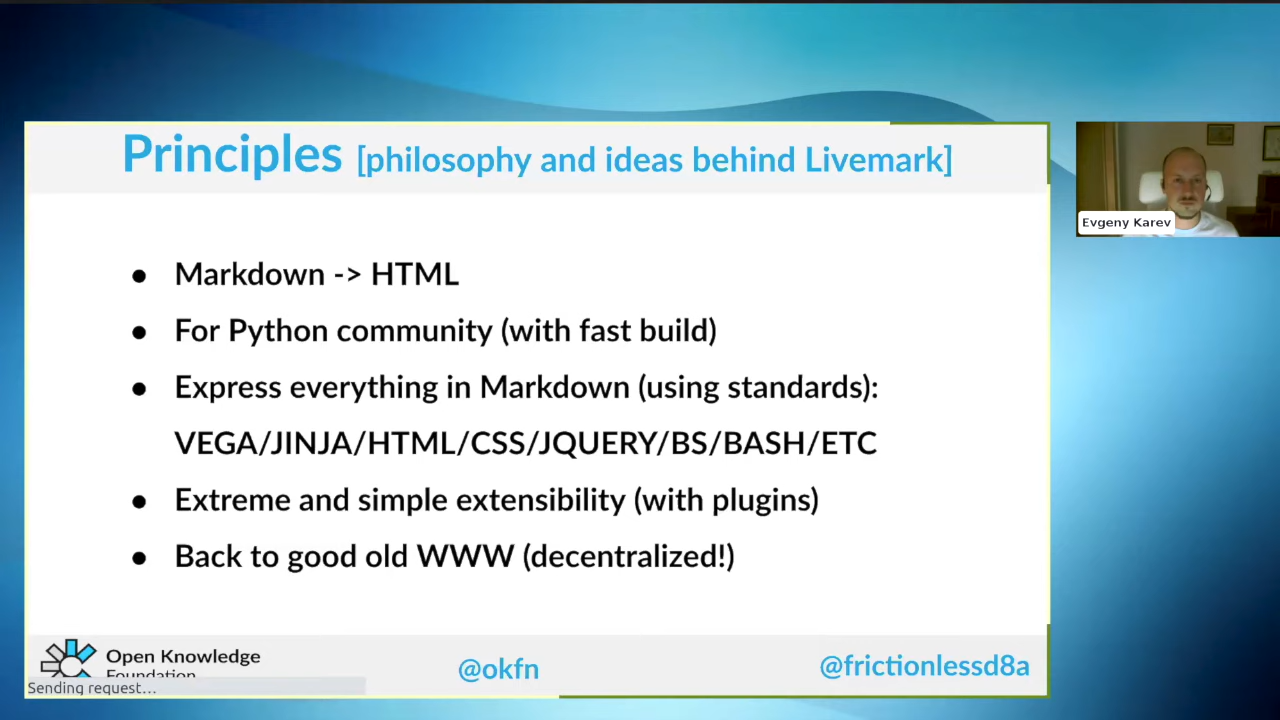 Principles [philosophy and ideas behind Livemark]
Evgeny Karev
● Markdown -> HTML
● For Python community (with fast build)
● Express everything in Markdown (using standards):
VEGA/JINJA/HTML/CSS/JQUERY/BS/BASH/ETC
● Extreme and simple extensibility (with plugins)
● Back to good old WWW (decentralized!)
Open Knowledge
Foundation
@okfn
@frictionlessd8a
Sending request...